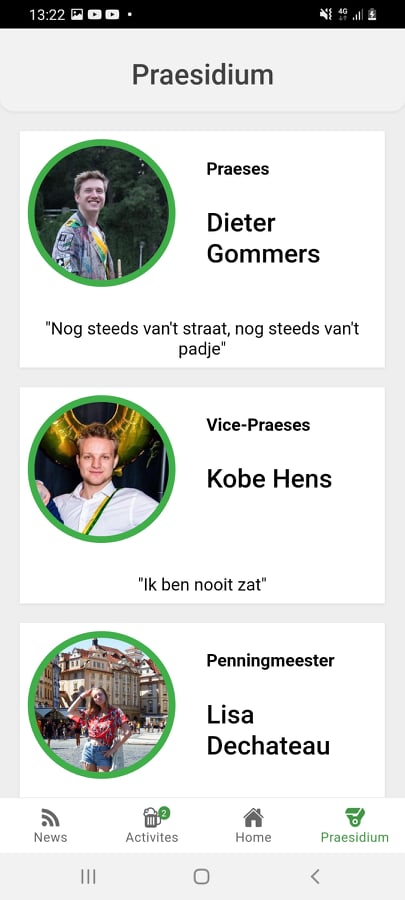 13:22
4G
Praesidium
Praeses
Dieter
Gommers
"Nog steeds van't straat, nog steeds van't
padje"
Vice-Praeses
Kobe Hens
"Ik ben nooit zat"
Penningmeester
Lisa
Dechateau
2
News
Activites
Home
Praesidium